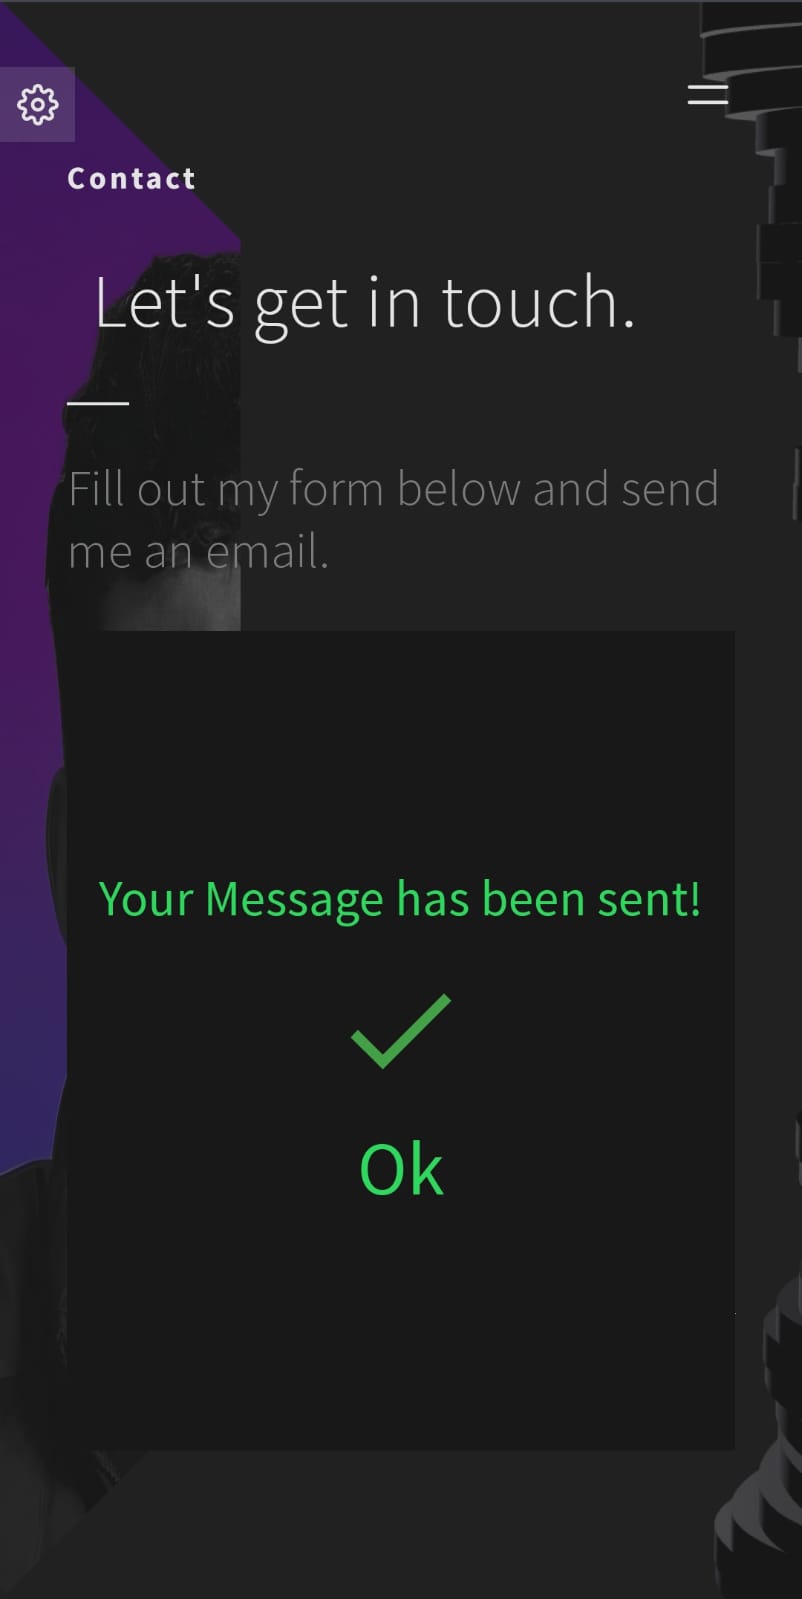 Contact
Let's get in touch.
Fill out my form below and send
me an email.
Your Message has been sent!
Ok